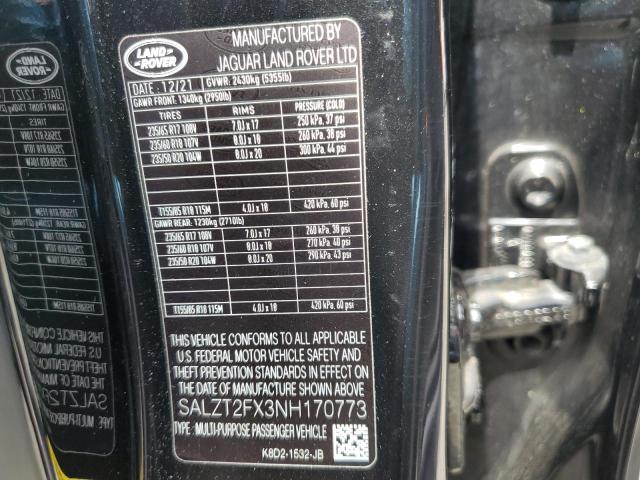 LAND-
-ROVER
MANUFACTURED BY
JAGUAR LAND ROVER LTD
DATE : 12/21 GVWR: 2430kg (5355lb)
GAWR FRONT: 1340kg (2950lb)
TIRES RIMS PRESSURE (COLD)
235/65 R17 108V 7.0J x 17 250 kPa, 37 psi
235/60 R18 107V 8.0J x 18 260 kPa, 38 psi
235/50 R20 104W 8.0J x 20 300 kPa, 44 psi
T155/85 R18 115M 4.0J x 18 420 kPa, 60 psi
GAWR REAR: 1230kg (2710lb)
235/65 R17 108V 7.0J x 17 260 kPa, 38 psi
235/60 R18 107V 8.0J x 18 270 kPa, 40 psi
235/50 R20 104W 8.0J x 20 290 kPa, 43 psi
T155/85 R18 115M 4.0J x 18 420 kPa, 60 psi
THIS VEHICLE CONFORMS TO ALL APPLICABLE
U.S. FEDERAL MOTOR VEHICLE SAFETY AND
THEFT PREVENTION STANDARDS IN EFFECT ON
THE DATE OF MANUFACTURE SHOWN ABOVE
SALZT2FX3NH170773
TYPE: MULTI-PURPOSE PASSENGER VEHICLE
K8D2-1532-JB